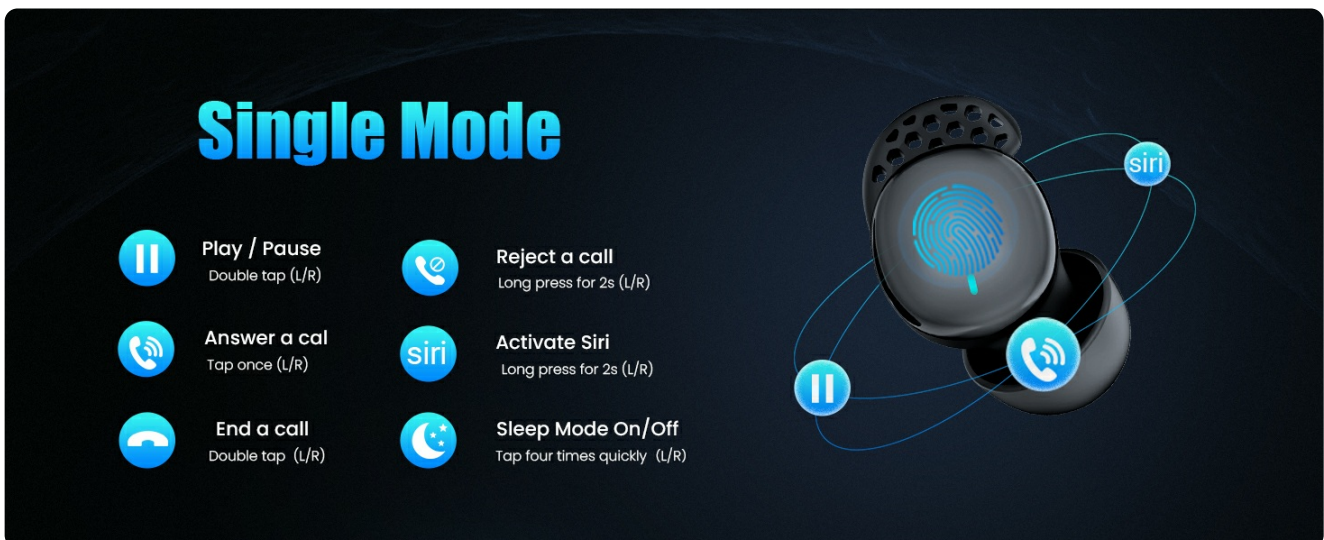 Single Mode
Play / Pause
Double tap (L/R)
Answer a cal
Tap once (L/R)
End a call
Double tap (L/R)
Reject a call
Long press for 2s (L/R)
siri
Activate Siri
Long press for 2s (L/R)
Sleep Mode On/Off
Tap four times quickly (L/R)
siri